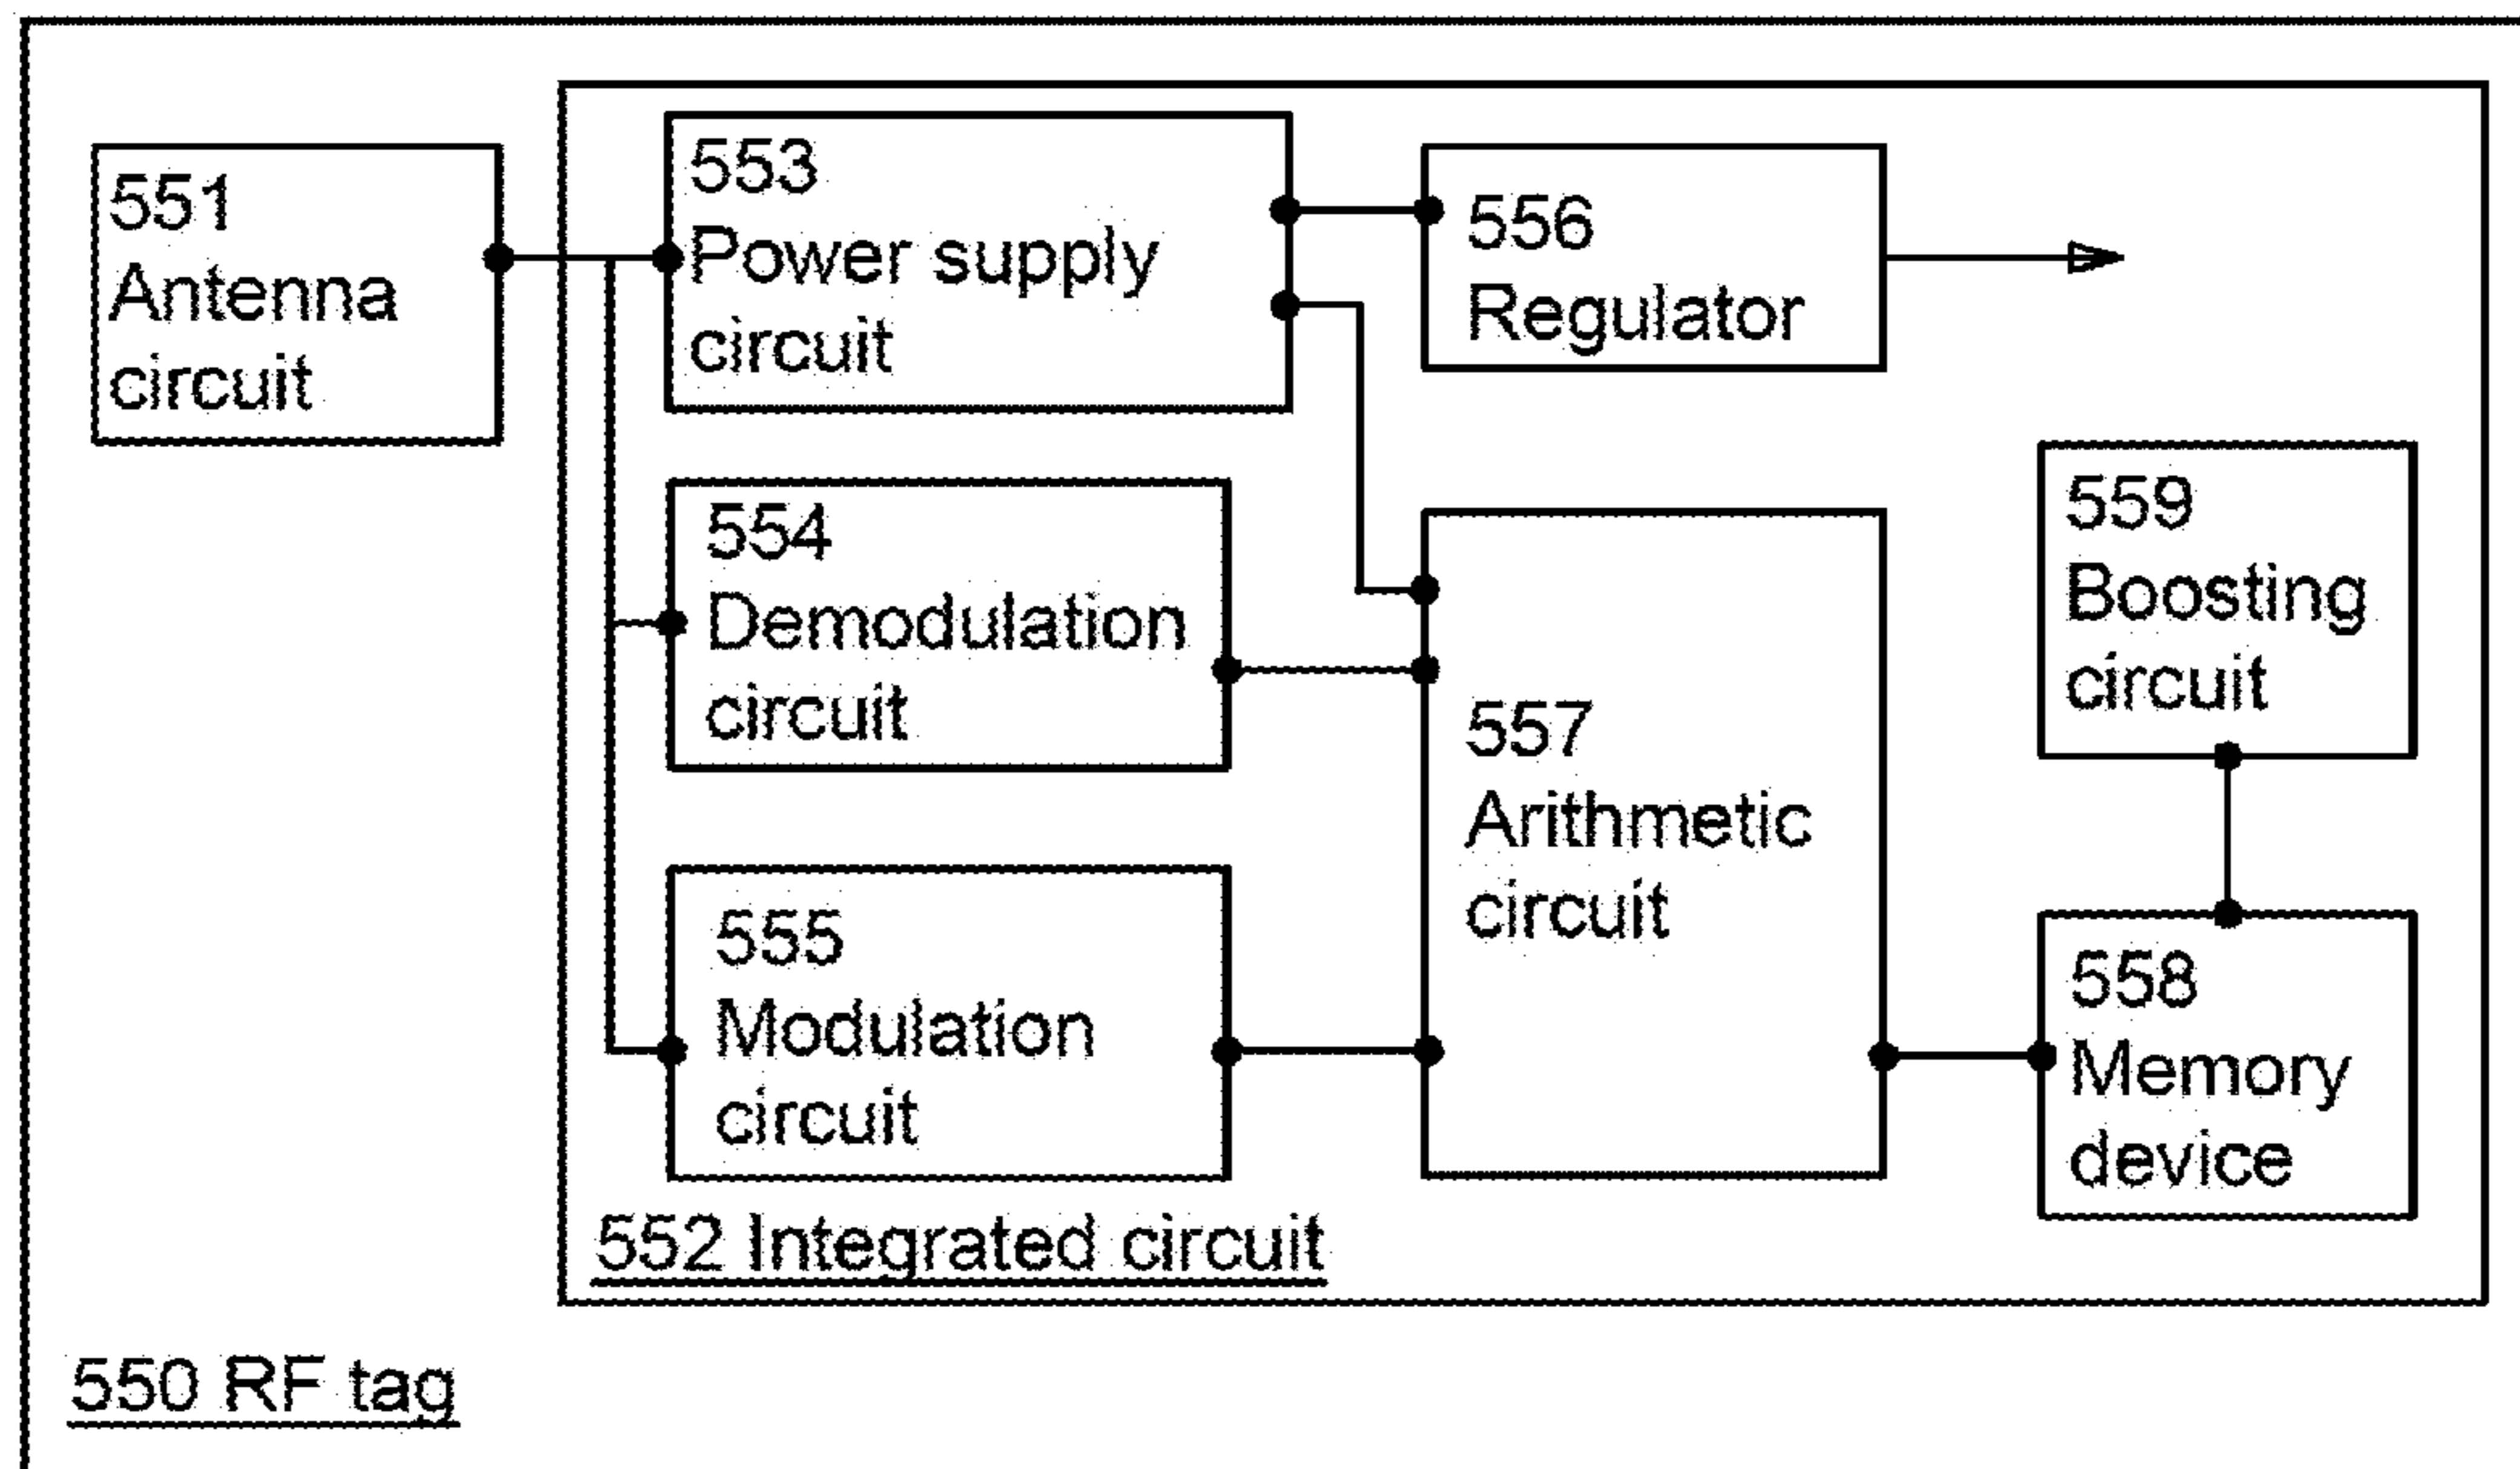 551
Antenna
circuit
553
Power supply
circuit
556
Regulator
554
Demodulation
circuit
559
Boosting
circuit
557
Arithmetic
circuit
555
Modulation
circuit
558
Memory
device
552 Integrated circuit
550 RF tag